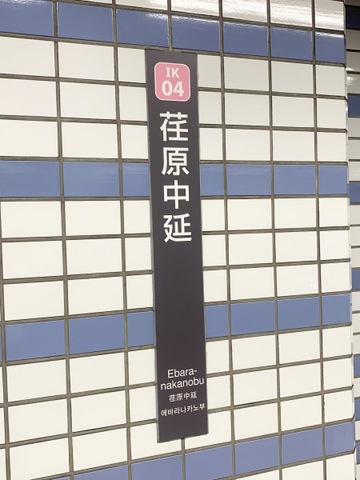 IK
04
荏原中延
Ebara-
nakanobu
荏原中延
에바라나카노부